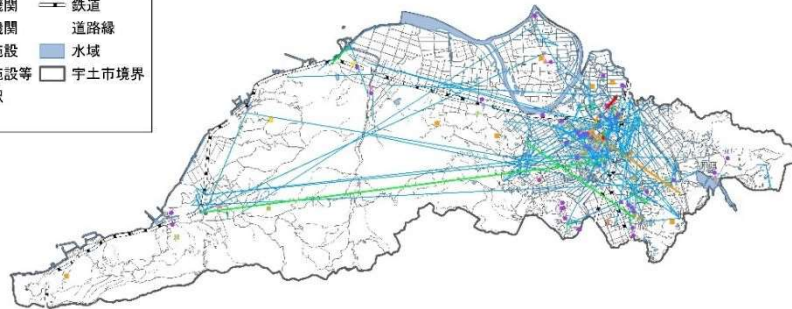 機関 鉄道
機関 道路縁
施設 水域
施設等 宇土市境界
駅